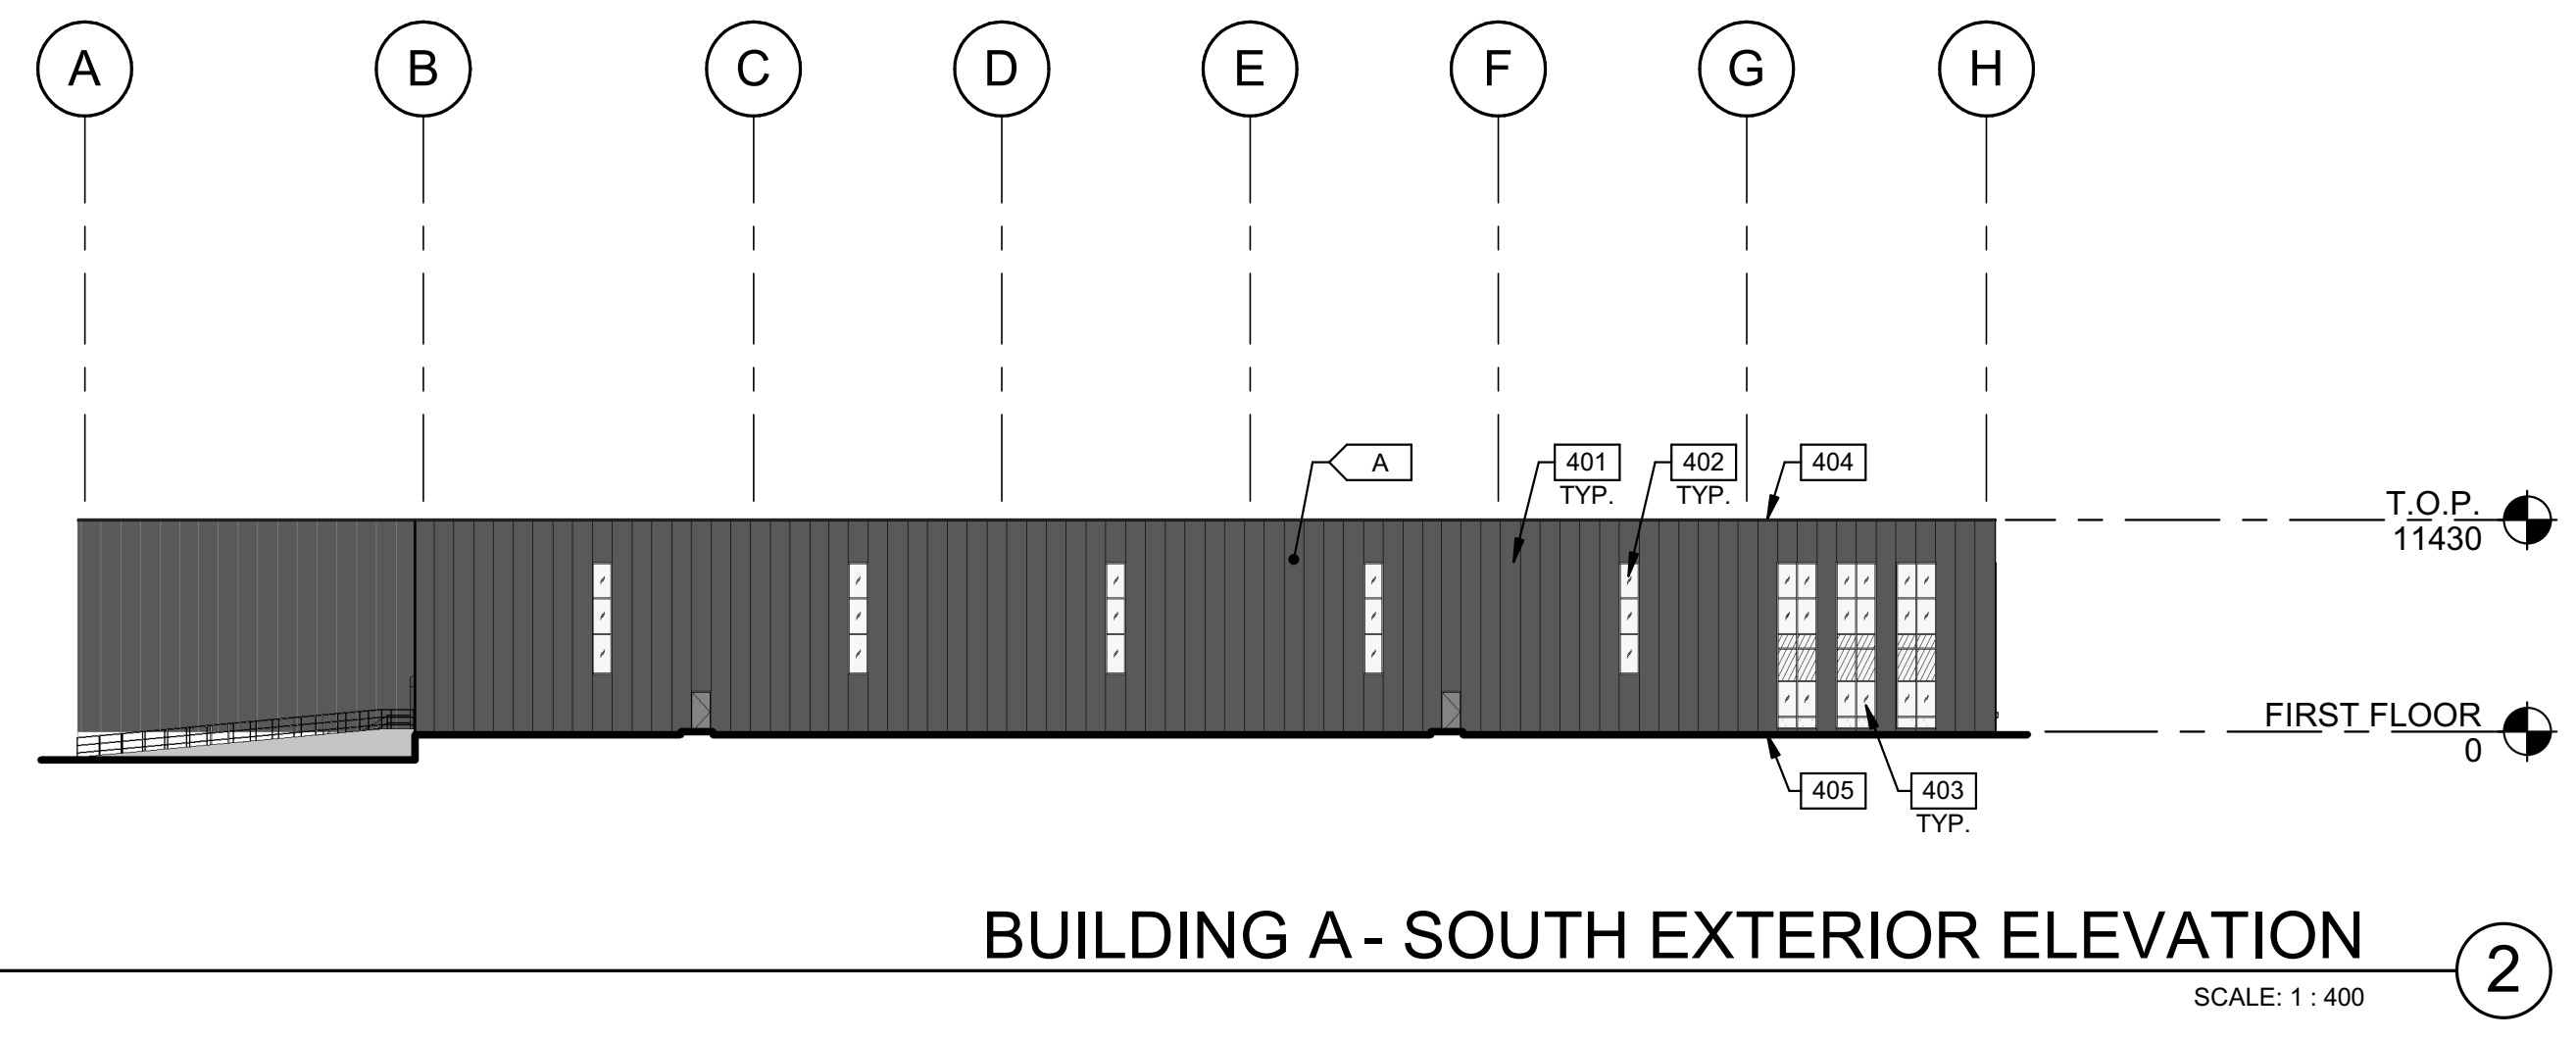 A B C D E F G H
A
401
TYP.
402
TYP.
404
T.O.P.
11430
FIRST FLOOR
0
405
403
TYP.
BUILDING A - SOUTH EXTERIOR ELEVATION
2
SCALE: 1 : 400